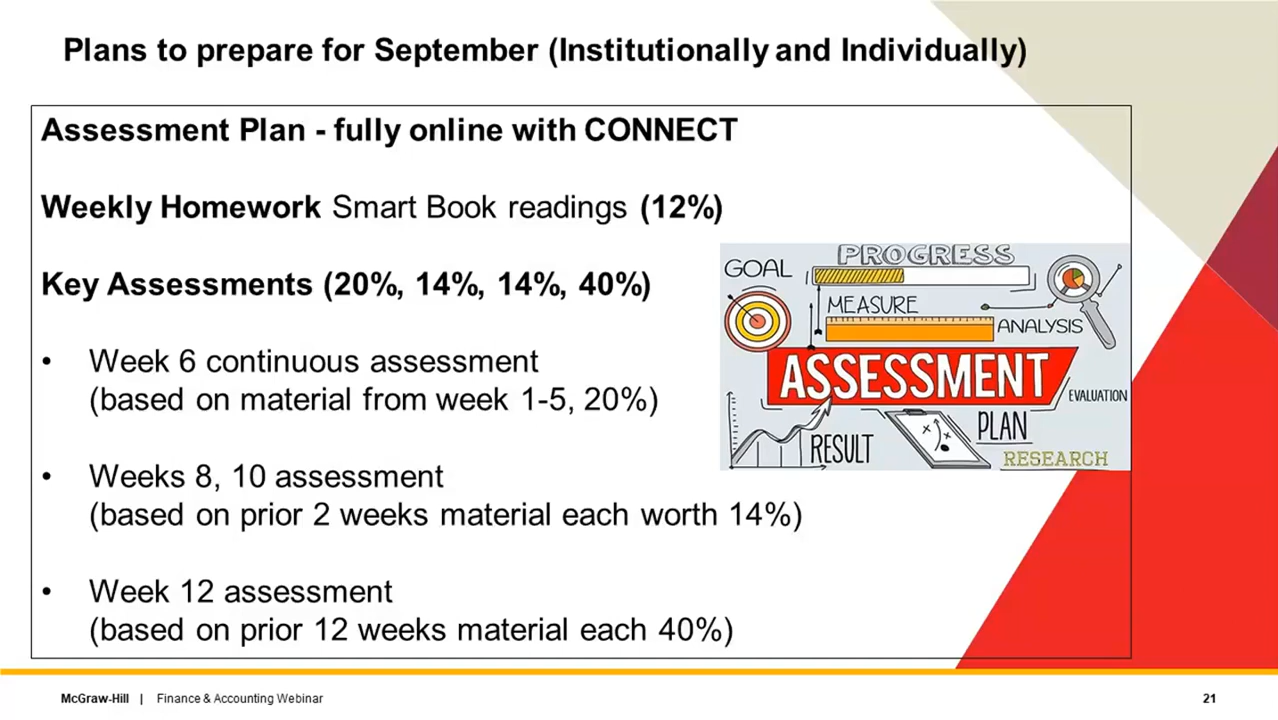 Plans to prepare for September (Institutionally and Individually)
Assessment Plan - fully online with CONNECT
Weekly Homework Smart Book readings (12%)
Key Assessments (20%, 14%, 14%, 40%)
• Week 6 continuous assessment
(based on material from week 1-5, 20%)
• Weeks 8, 10 assessment
(based on prior 2 weeks material each worth 14%)
• Week 12 assessment
(based on prior 12 weeks material each 40%)
PROGRESS
GOAL
MEASURE
ANALYSIS
ASSESSMENT
EVALUATION
PLAN
RESULT
RESEARCH
McGraw-Hill | Finance & Accounting Webinar
21